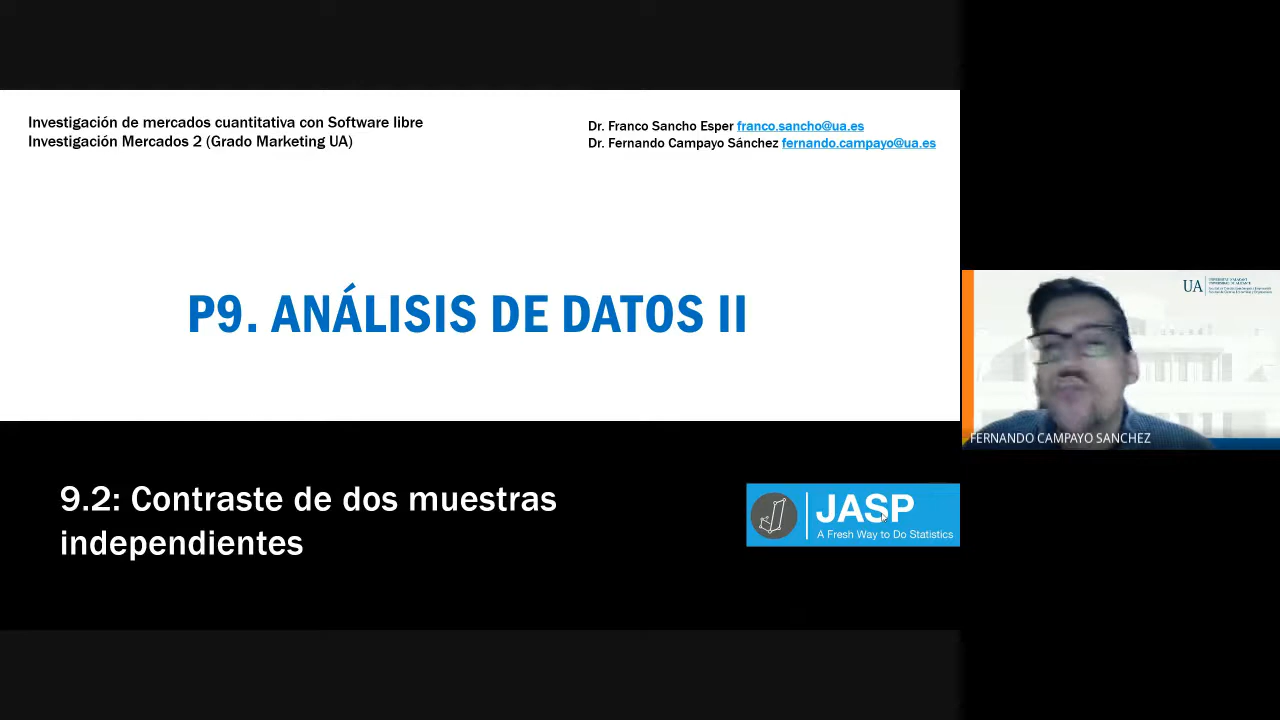 Investigación de mercados cuantitativa con Software libre
Investigación Mercados 2 (Grado Marketing UA)
Dr. Franco Sancho Esper franco.sancho@ua.es
Dr. Fernando Campayo Sánchez fernando.campayo@ua.es
P9. ANÁLISIS DE DATOS II
9.2: Contraste de dos muestras
independientes
JASP
A Fresh Way to Do Statistics
UA
FERNANDO CAMPAYO SANCHEZ